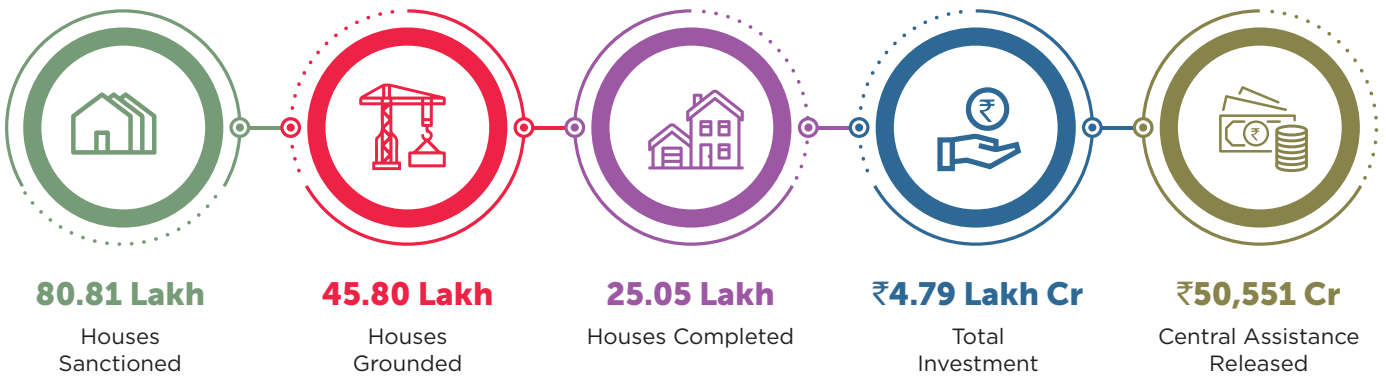 80.81 Lakh
Houses
Sanctioned
45.80 Lakh
Houses
Grounded
25.05 Lakh
Houses Completed
₹
₹4.79 Lakh Cr
Total
Investment
₹
₹50,551 Cr
Central Assistance
Released